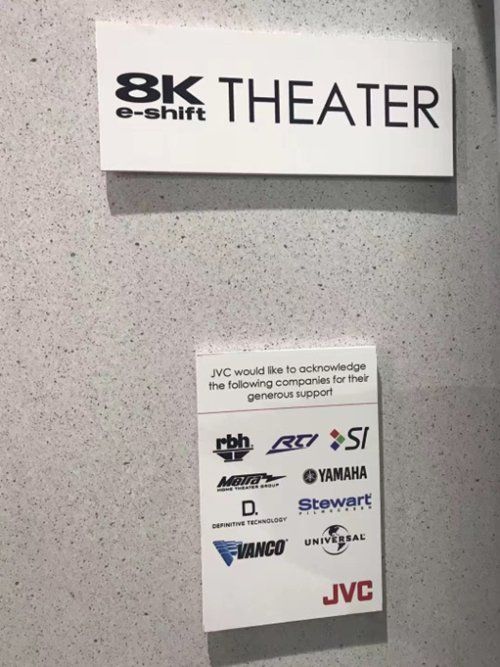 8K
e-shift THEATER
JVC would like to acknowledge
the following companies for their
generous support
rbh RTI SI
Metra
HOME THEATER GROUP
YAMAHA
D.
DEFINITIVE TECHNOLOGY
Stewart
FILMSCREEN
VANCO UNIVERSAL
JVC